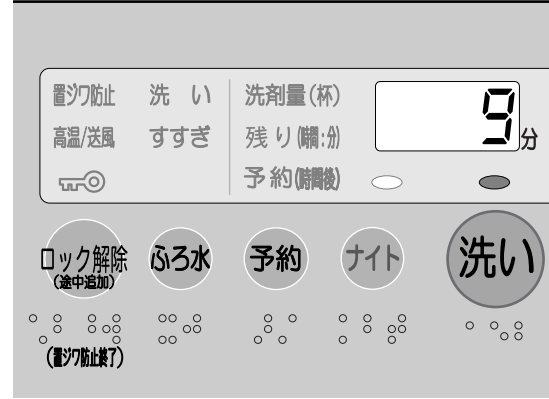 置ジワ防止 洗い 洗剤量(杯)
高温/送風 すすぎ 残り(時間:分) 9分
予約(時間後)
ロック解除 ふろ水 予約 ナイト 洗い
(途中追加)
(置ジワ防止終了)